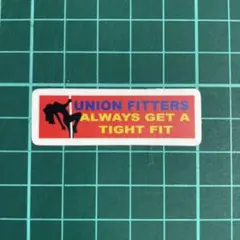 UNION FITTERS
ALWAYS GET A
TIGHT FIT